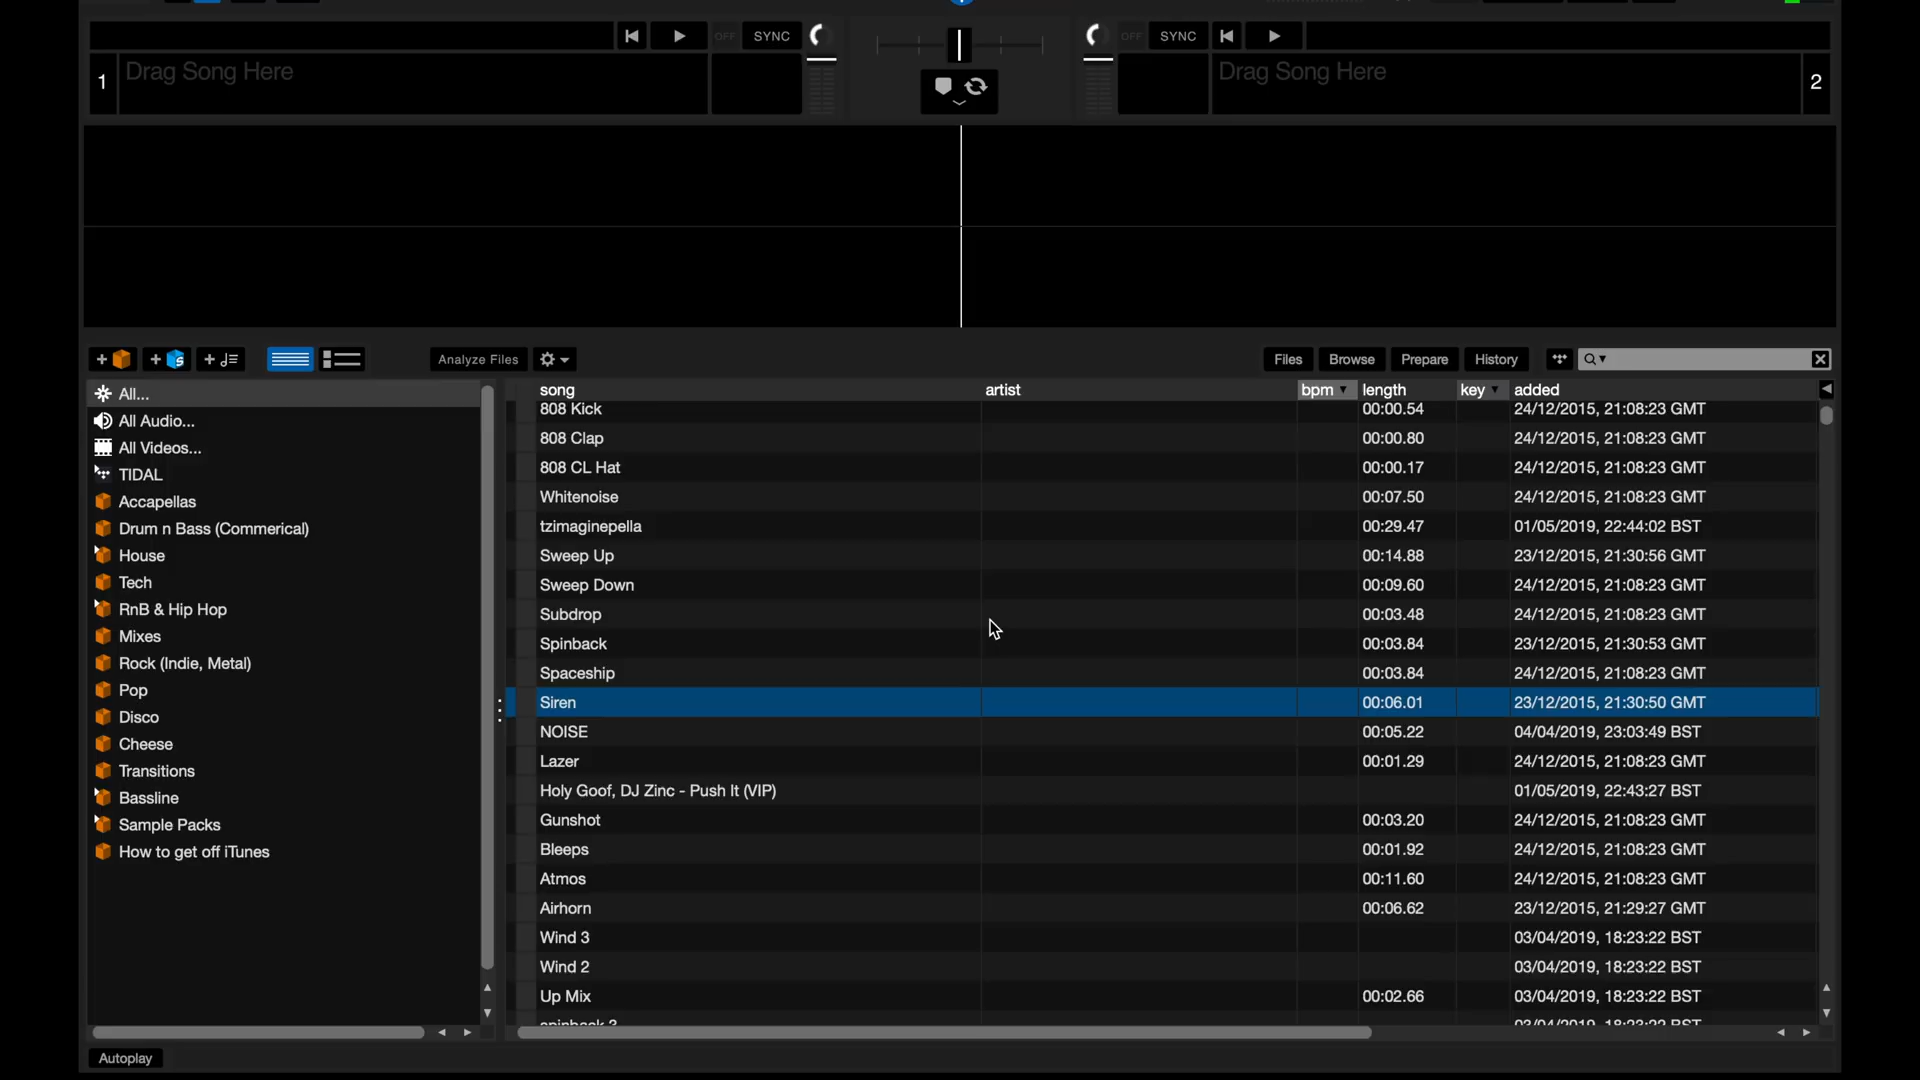 OFF SYNC OFF SYNC
1 Drag Song Here Drag Song Here 2
Analyze Files Files Browse Prepare History
song artist bpm length key added
All...
All Audio...
All Videos...
TIDAL
Accapellas
Drum n Bass (Commerical)
House
Tech
RnB & Hip Hop
Mixes
Rock (Indie, Metal)
Pop
Disco
Cheese
Transitions
Bassline
Sample Packs
How to get off iTunes
808 Kick 00:00.54 24/12/2015, 21:08:23 GMT
808 Clap 00:00.80 24/12/2015, 21:08:23 GMT
808 CL Hat 00:00.17 24/12/2015, 21:08:23 GMT
Whitenoise 00:07.50 24/12/2015, 21:08:23 GMT
tzimaginepella 00:29.47 01/05/2019, 22:44:02 BST
Sweep Up 00:14.88 23/12/2015, 21:30:56 GMT
Sweep Down 00:09.60 24/12/2015, 21:08:23 GMT
Subdrop 00:03.48 24/12/2015, 21:08:23 GMT
Spinback 00:03.84 23/12/2015, 21:30:53 GMT
Spaceship 00:03.84 24/12/2015, 21:08:23 GMT
Siren 00:06.01 23/12/2015, 21:30:50 GMT
NOISE 00:05.22 04/04/2019, 23:03:49 BST
Lazer 00:01.29 24/12/2015, 21:08:23 GMT
Holy Goof, DJ Zinc - Push It (VIP) 01/05/2019, 22:43:27 BST
Gunshot 00:03.20 24/12/2015, 21:08:23 GMT
Bleeps 00:01.92 24/12/2015, 21:08:23 GMT
Atmos 00:11.60 24/12/2015, 21:08:23 GMT
Airhorn 00:06.62 23/12/2015, 21:29:27 GMT
Wind 3 03/04/2019, 18:23:22 BST
Wind 2 03/04/2019, 18:23:22 BST
Up Mix 00:02.66 03/04/2019, 18:23:22 BST
Autoplay